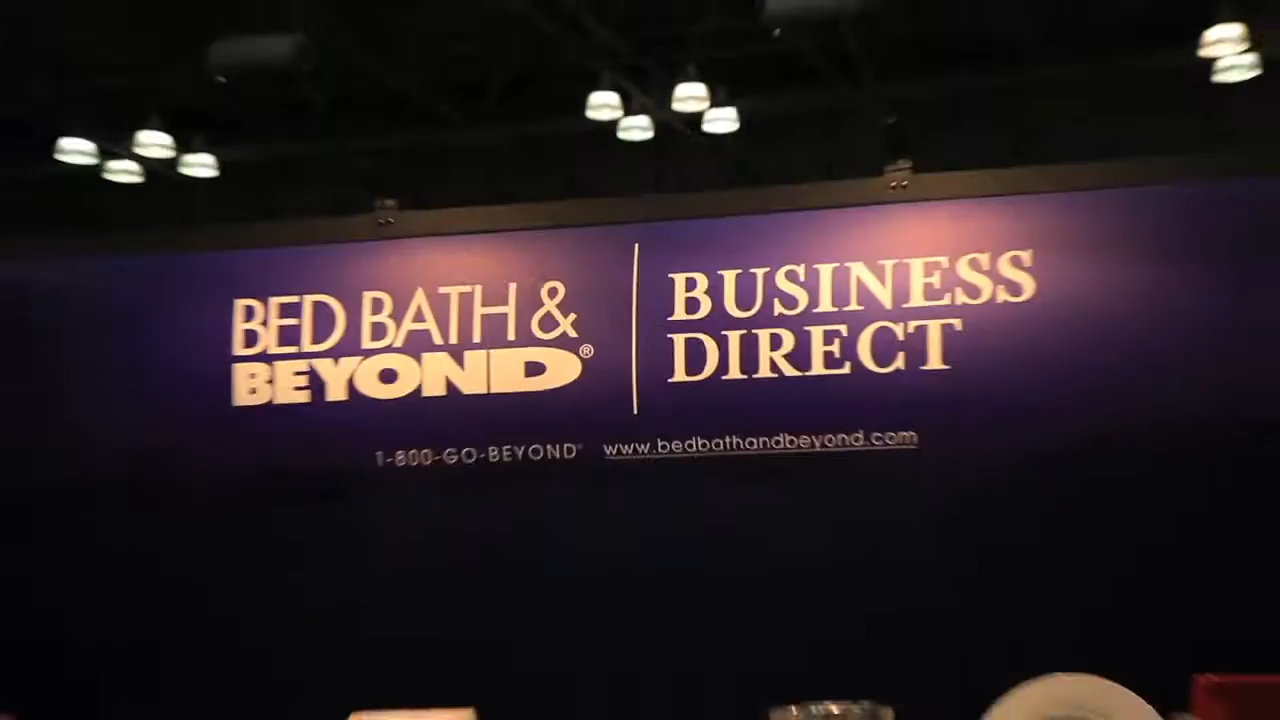 BED BATH &
BEYOND®
BUSINESS
DIRECT
1-800-GO-BEYOND®
www.bedbathandbeyond.com